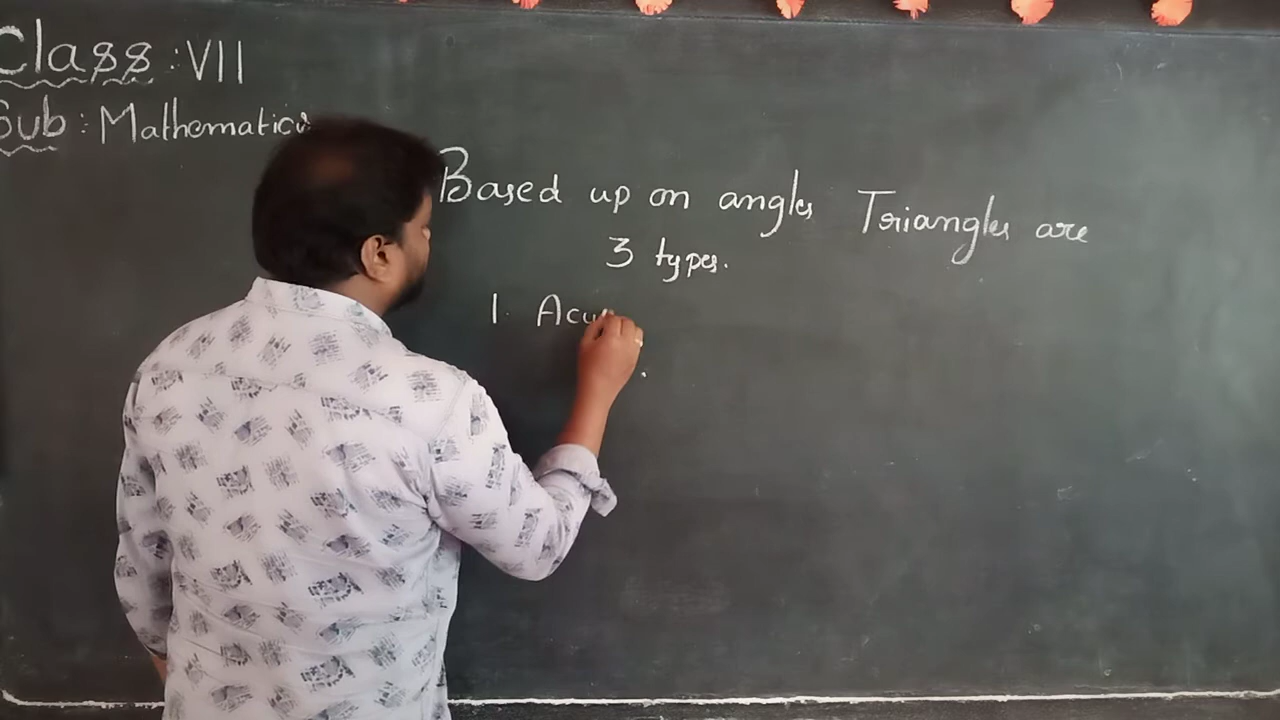 Class : VII
Sub : Mathematics
Based up on angles Triangles are
3 types.
1. Acu